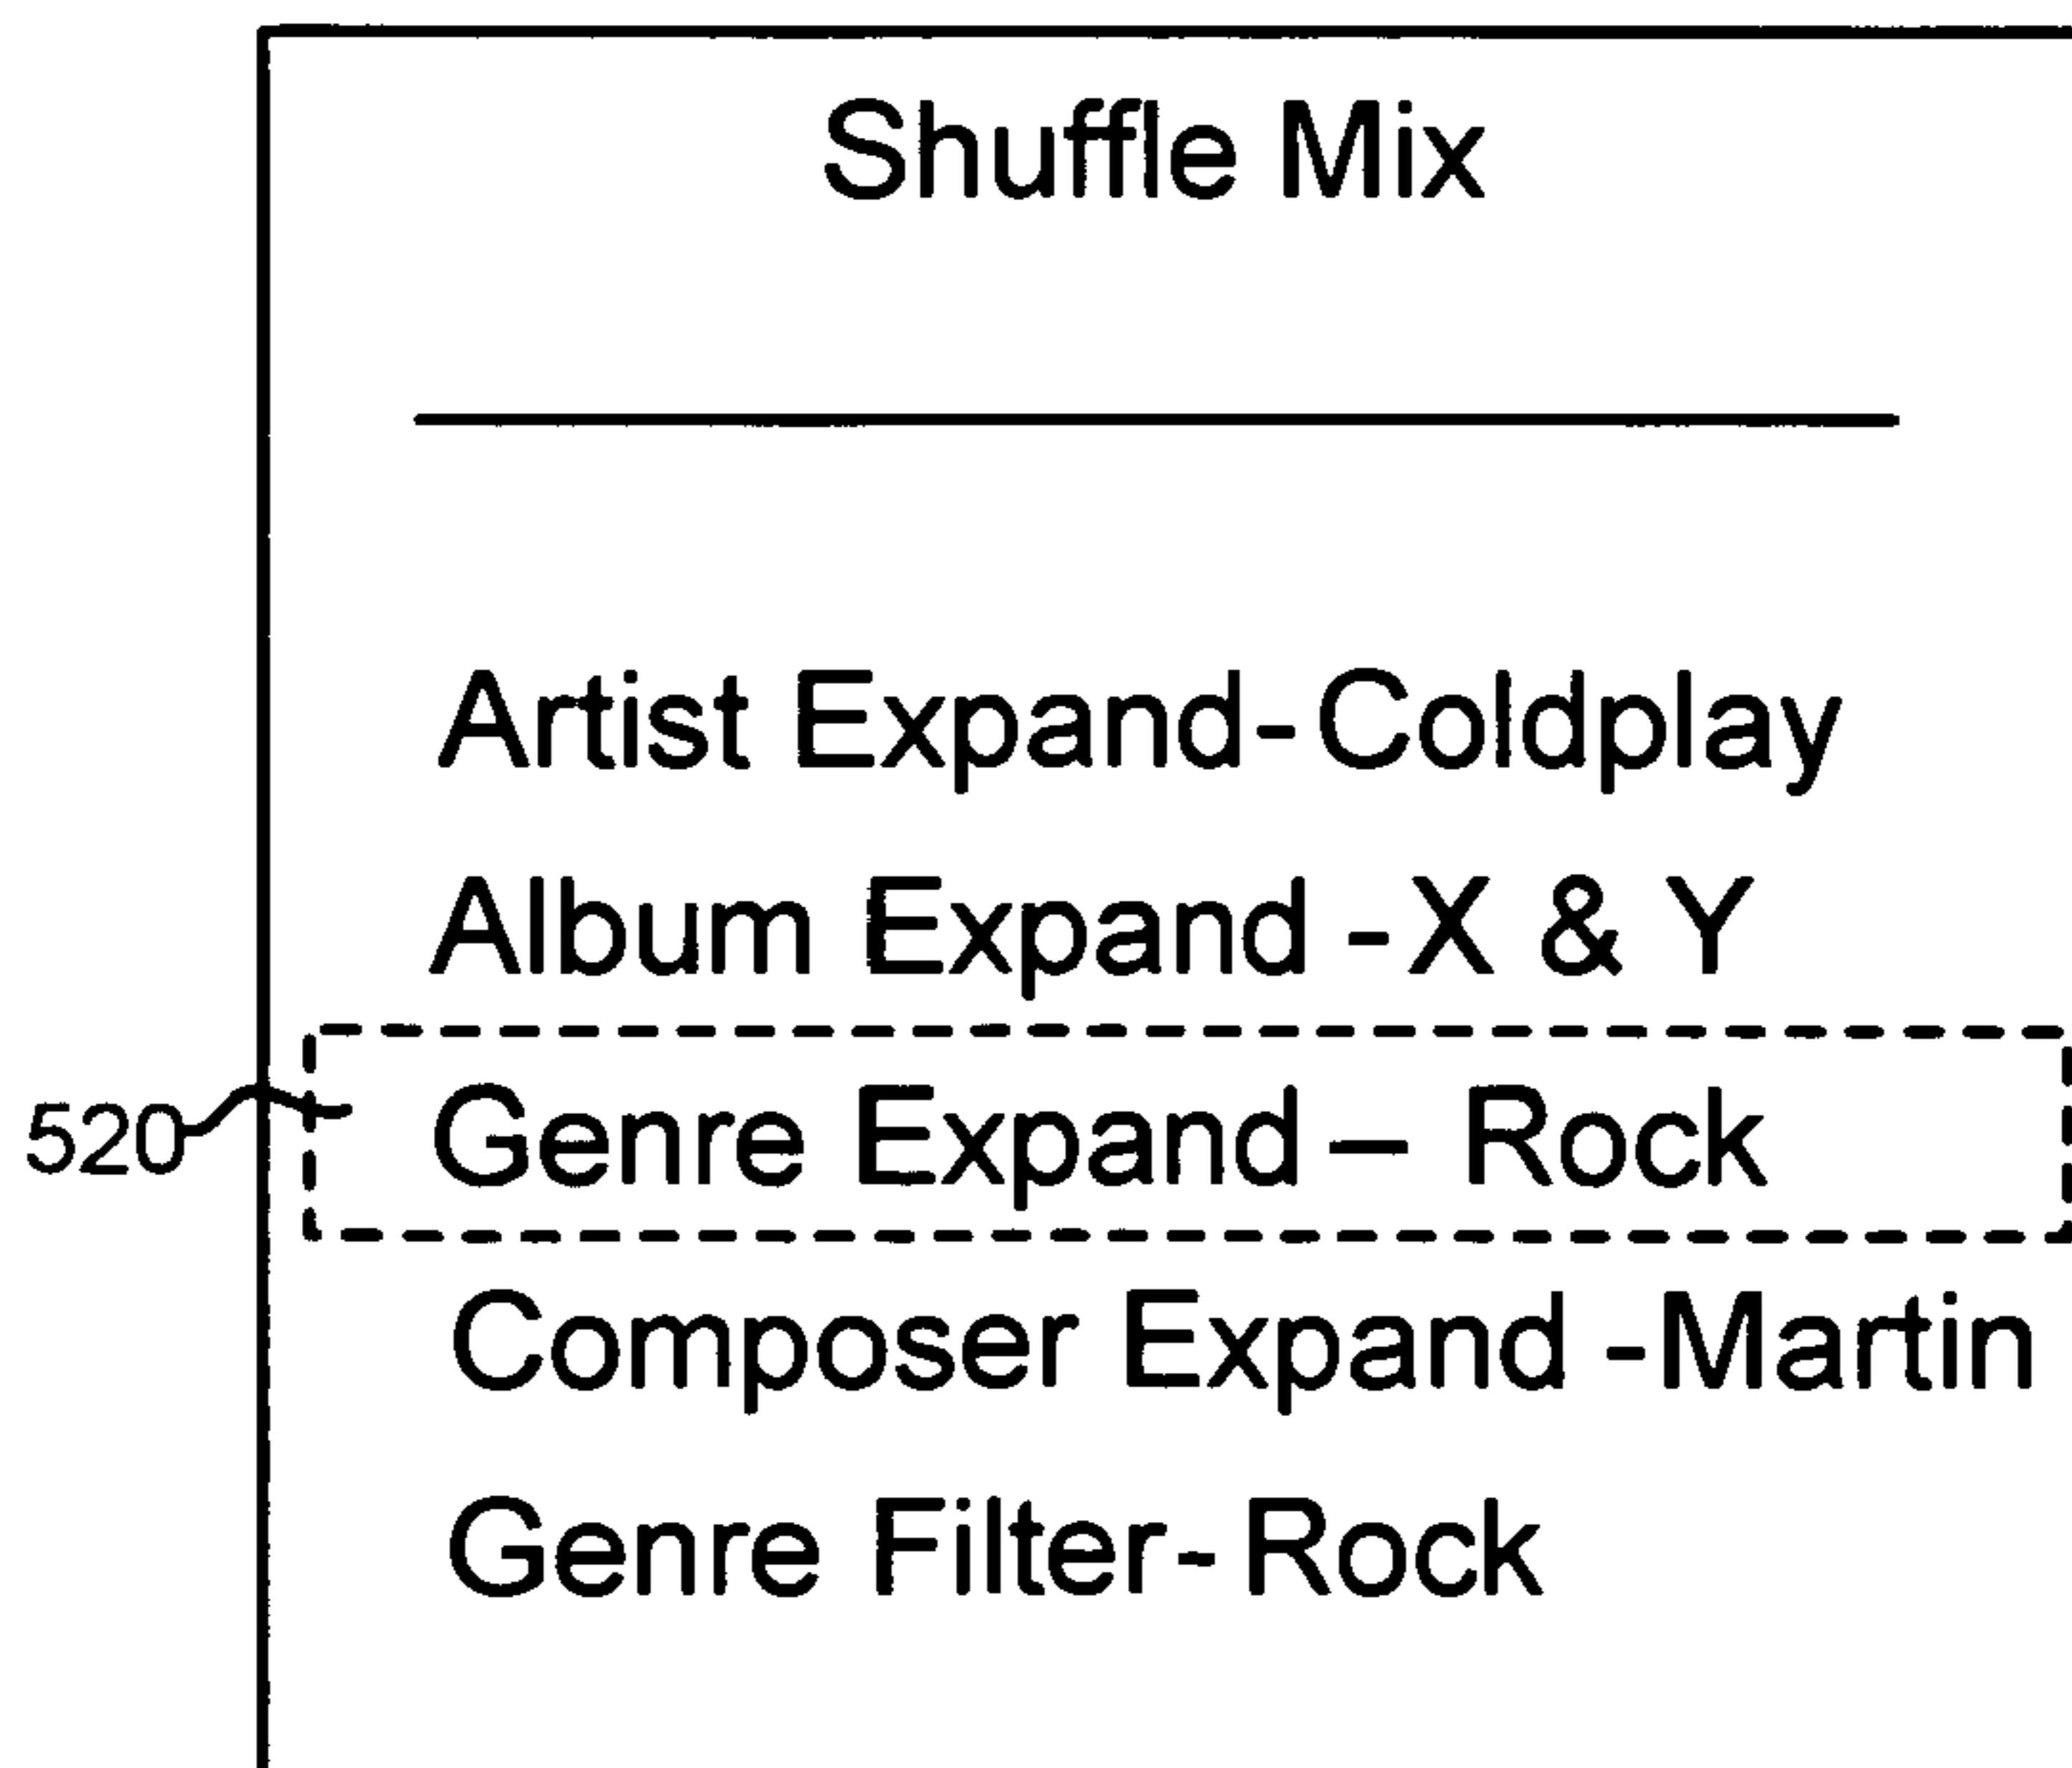 Shuffle Mix
Artist Expand-Coldplay
Album Expand -X & Y
520 Genre Expand – Rock
Composer Expand -Martin
Genre Filter-Rock